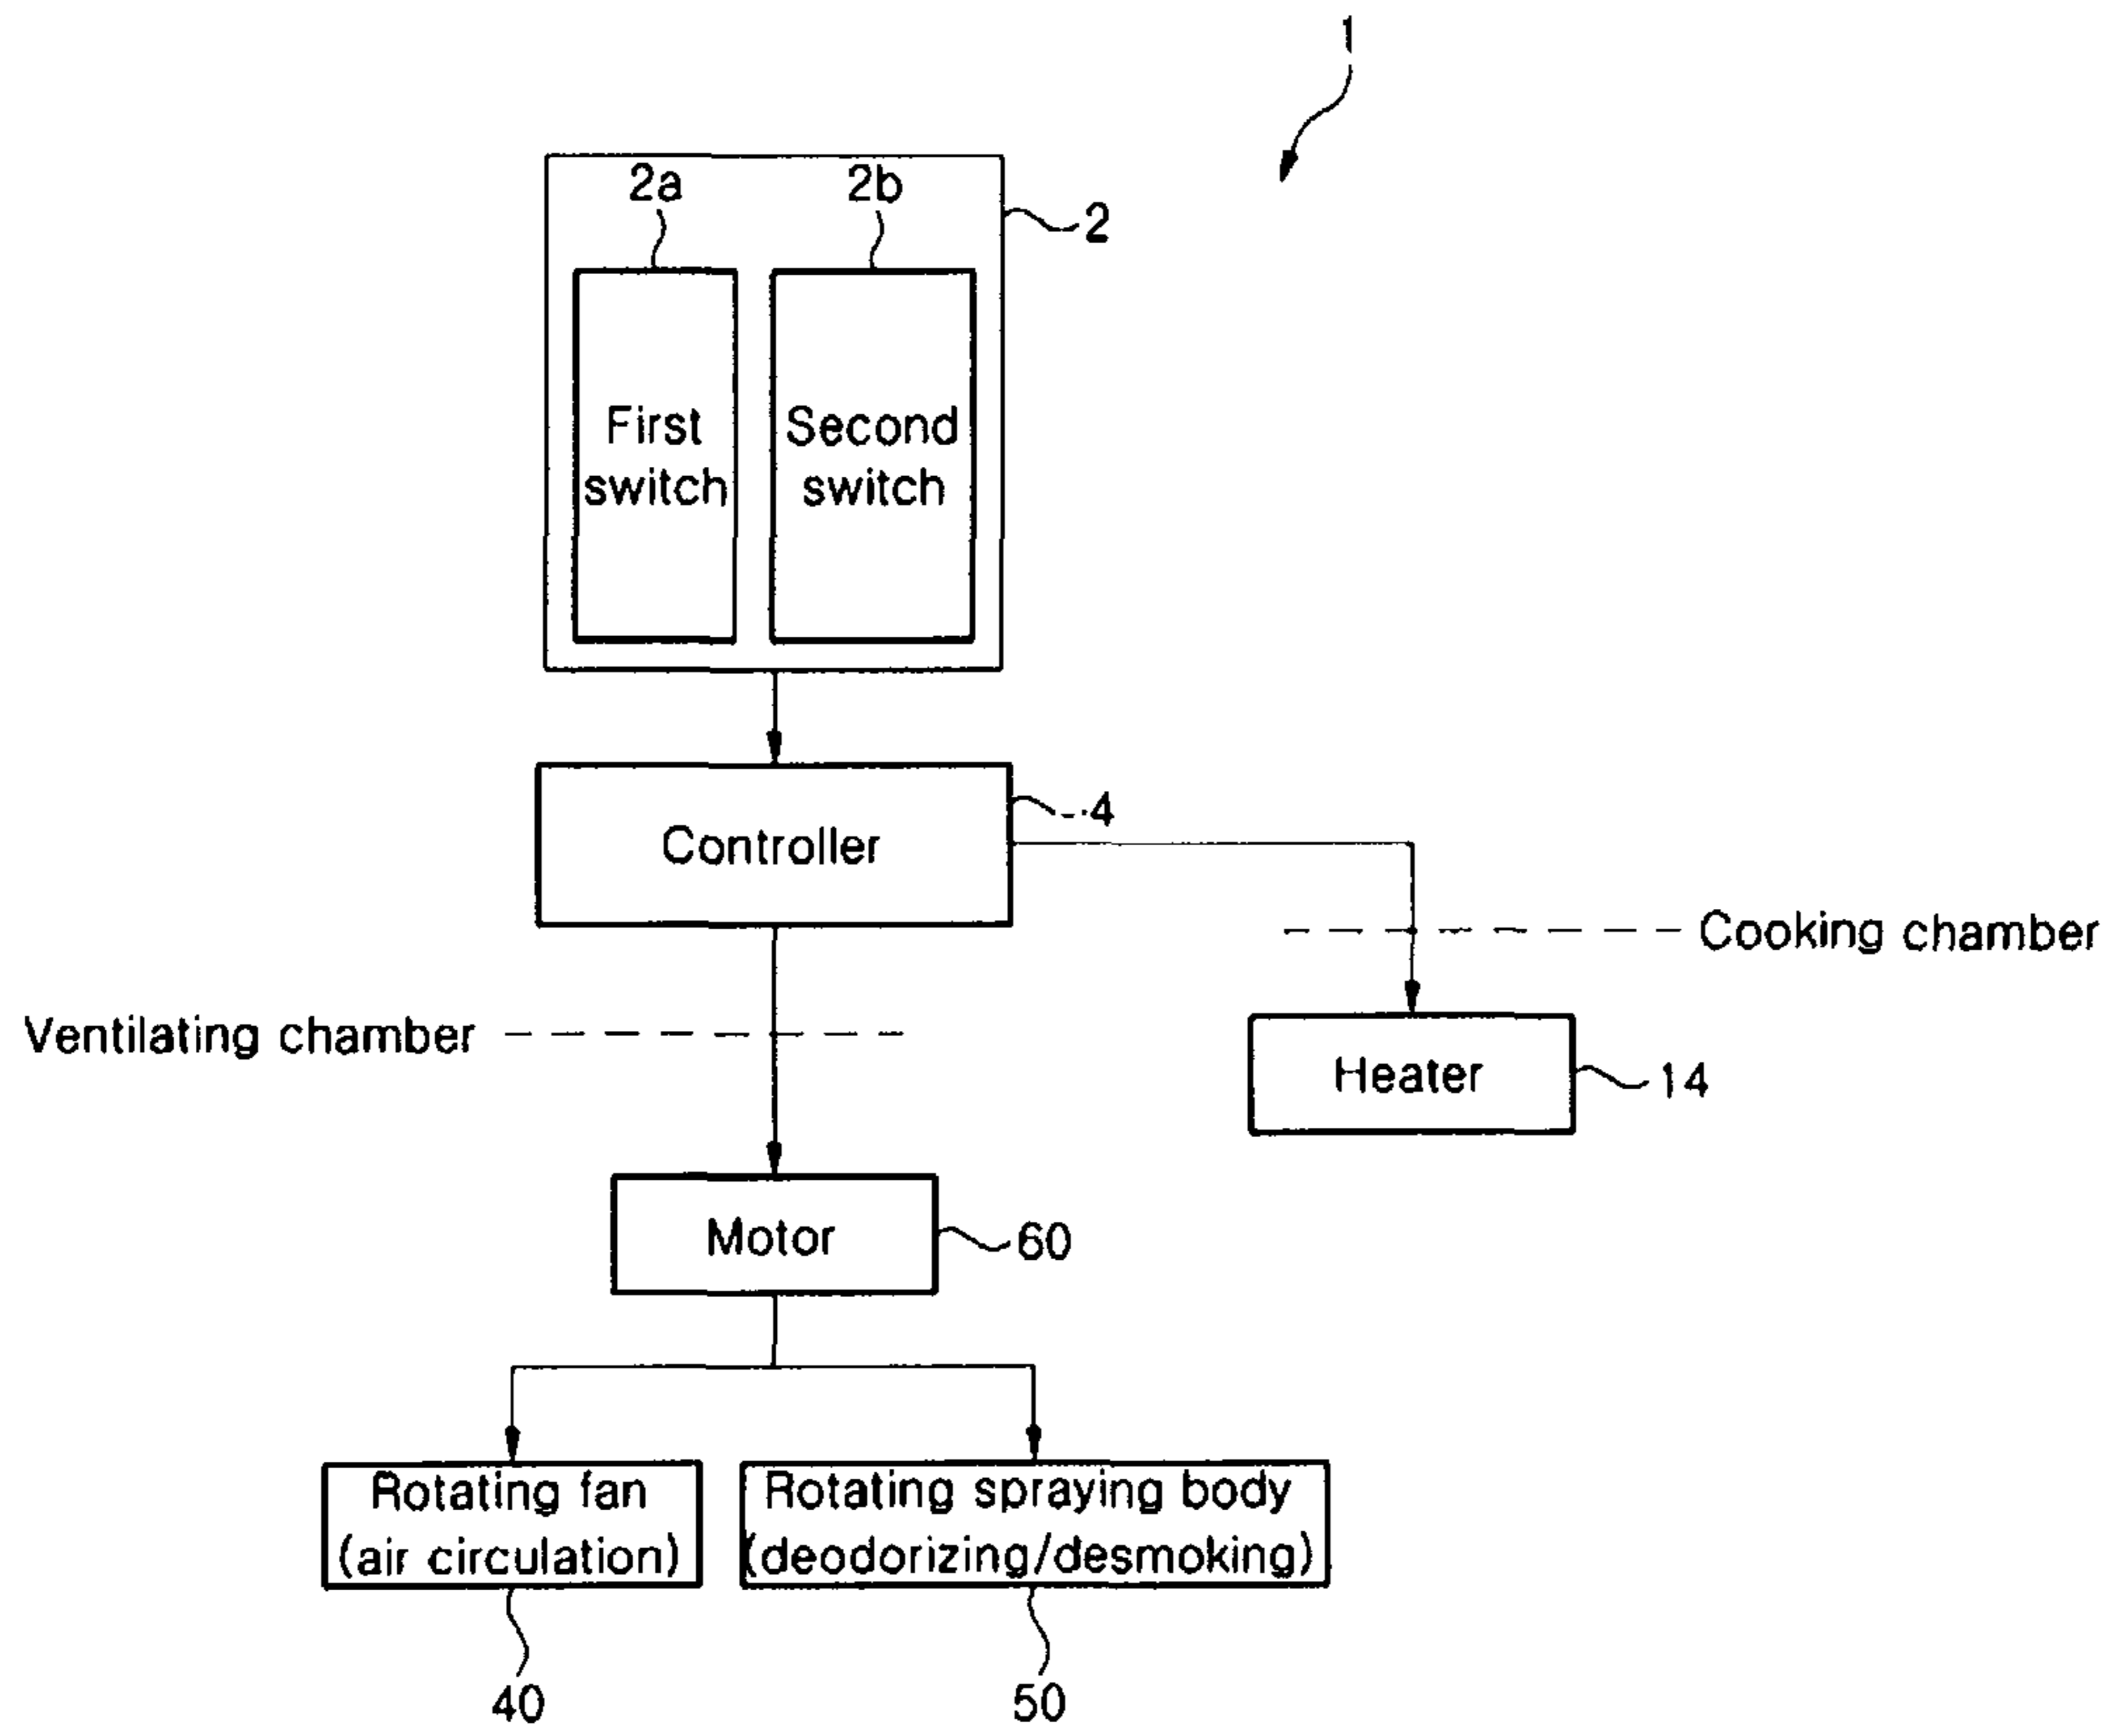 1
2a
2b
2
First
switch
Second
switch
Controller
4
Cooking chamber
Ventilating chamber
Heater
14
Motor
60
Rotating fan
(air circulation)
Rotating spraying body
(deodorizing/desmoking)
40
50